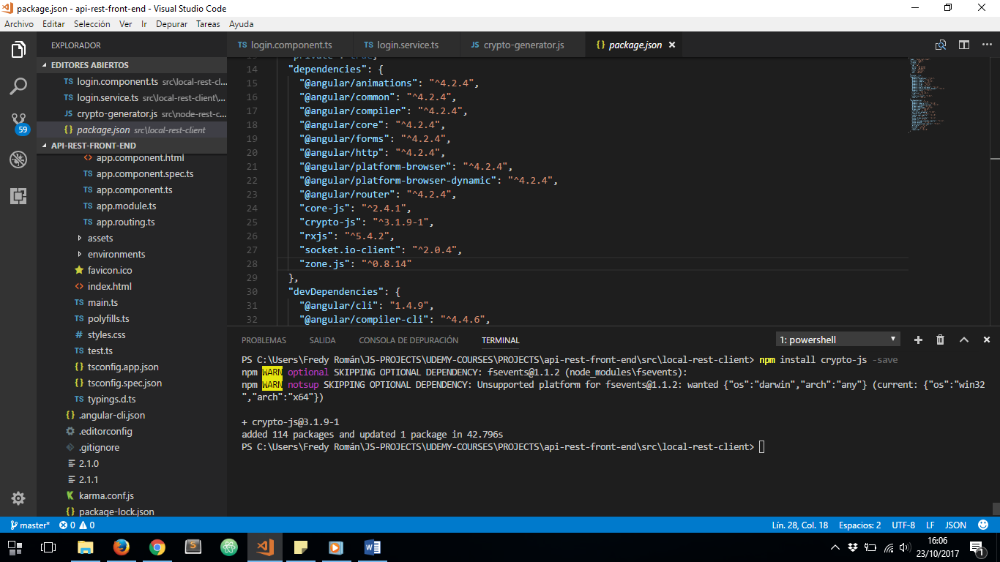 package.json - api-rest-front-end - Visual Studio Code
Archivo Editar Selección Ver Ir Depurar Tareas Ayuda
EXPLORADOR
EDITORES ABIERTOS
TS login.component.ts src\local-rest-cl...
TS login.service.ts src\local-rest-client\...
JS crypto-generator.js src\node-rest-c...
{} package.json src\local-rest-client
59
API-REST-FRONT-END
<> app.component.html
TS app.component.spec.ts
TS app.component.ts
TS app.module.ts
TS app.routing.ts
assets
environments
favicon.ico
<> index.html
TS main.ts
TS polyfills.ts
# styles.css
TS test.ts
{} tsconfig.app.json
{} tsconfig.spec.json
TS typings.d.ts
{} .angular-cli.json
.editorconfig
.gitignore
2.1.0
2.1.1
K karma.conf.js
{} package-lock.json
TS login.component.ts TS login.service.ts JS crypto-generator.js {} package.json
13 "private": true,
14 "dependencies": {
15 "@angular/animations": "^4.2.4",
16 "@angular/common": "^4.2.4",
17 "@angular/compiler": "^4.2.4",
18 "@angular/core": "^4.2.4",
19 "@angular/forms": "^4.2.4",
20 "@angular/http": "^4.2.4",
21 "@angular/platform-browser": "^4.2.4",
22 "@angular/platform-browser-dynamic": "^4.2.4",
23 "@angular/router": "^4.2.4",
24 "core-js": "^2.4.1",
25 "crypto-js": "^3.1.9-1",
26 "rxjs": "^5.4.2",
27 "socket.io-client": "^2.0.4",
28 "zone.js": "^0.8.14"
29 },
30 "devDependencies": {
31 "@angular/cli": "1.4.9",
32 "@angular/compiler-cli": "^4.4.6",
PROBLEMAS SALIDA CONSOLA DE DEPURACIÓN TERMINAL 1: powershell
PS C:\Users\Fredy Román\JS-PROJECTS\UDEMY-COURSES\PROJECTS\api-rest-front-end\src\local-rest-client> npm install crypto-js -save
npm WARN optional SKIPPING OPTIONAL DEPENDENCY: fsevents@1.1.2 (node_modules\fsevents):
npm WARN notsup SKIPPING OPTIONAL DEPENDENCY: Unsupported platform for fsevents@1.1.2: wanted {"os":"darwin","arch":"any"} (current: {"os":"win32
","arch":"x64"})
+ crypto-js@3.1.9-1
added 114 packages and updated 1 package in 42.796s
PS C:\Users\Fredy Román\JS-PROJECTS\UDEMY-COURSES\PROJECTS\api-rest-front-end\src\local-rest-client>
master* 0 0 Lín. 28, Col. 18 Espacios: 2 UTF-8 LF JSON
16:06
23/10/2017
1